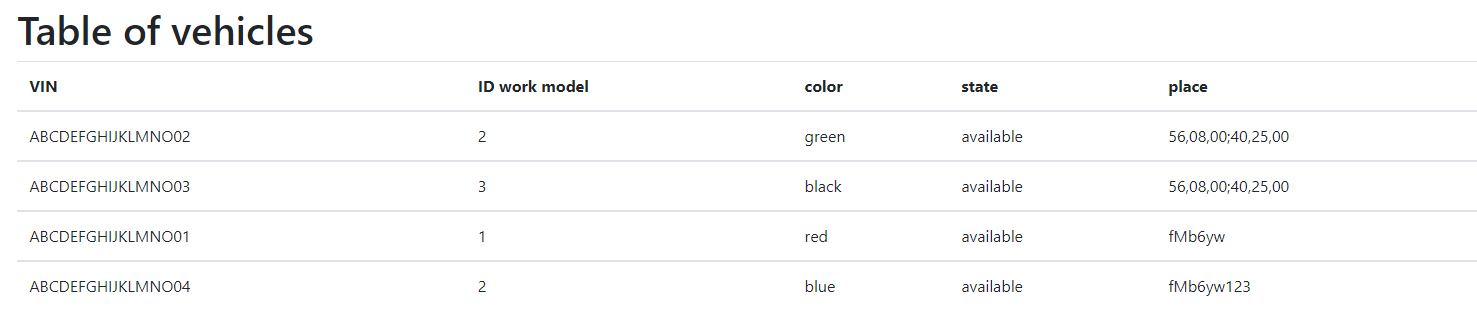 Table of vehicles
VIN ID work model color state place
ABCDEFGHIJKLMNO02 2 green available 56,08,00;40,25,00
ABCDEFGHIJKLMNO03 3 black available 56,08,00;40,25,00
ABCDEFGHIJKLMNO01 1 red available fMb6yw
ABCDEFGHIJKLMNO04 2 blue available fMb6yw123